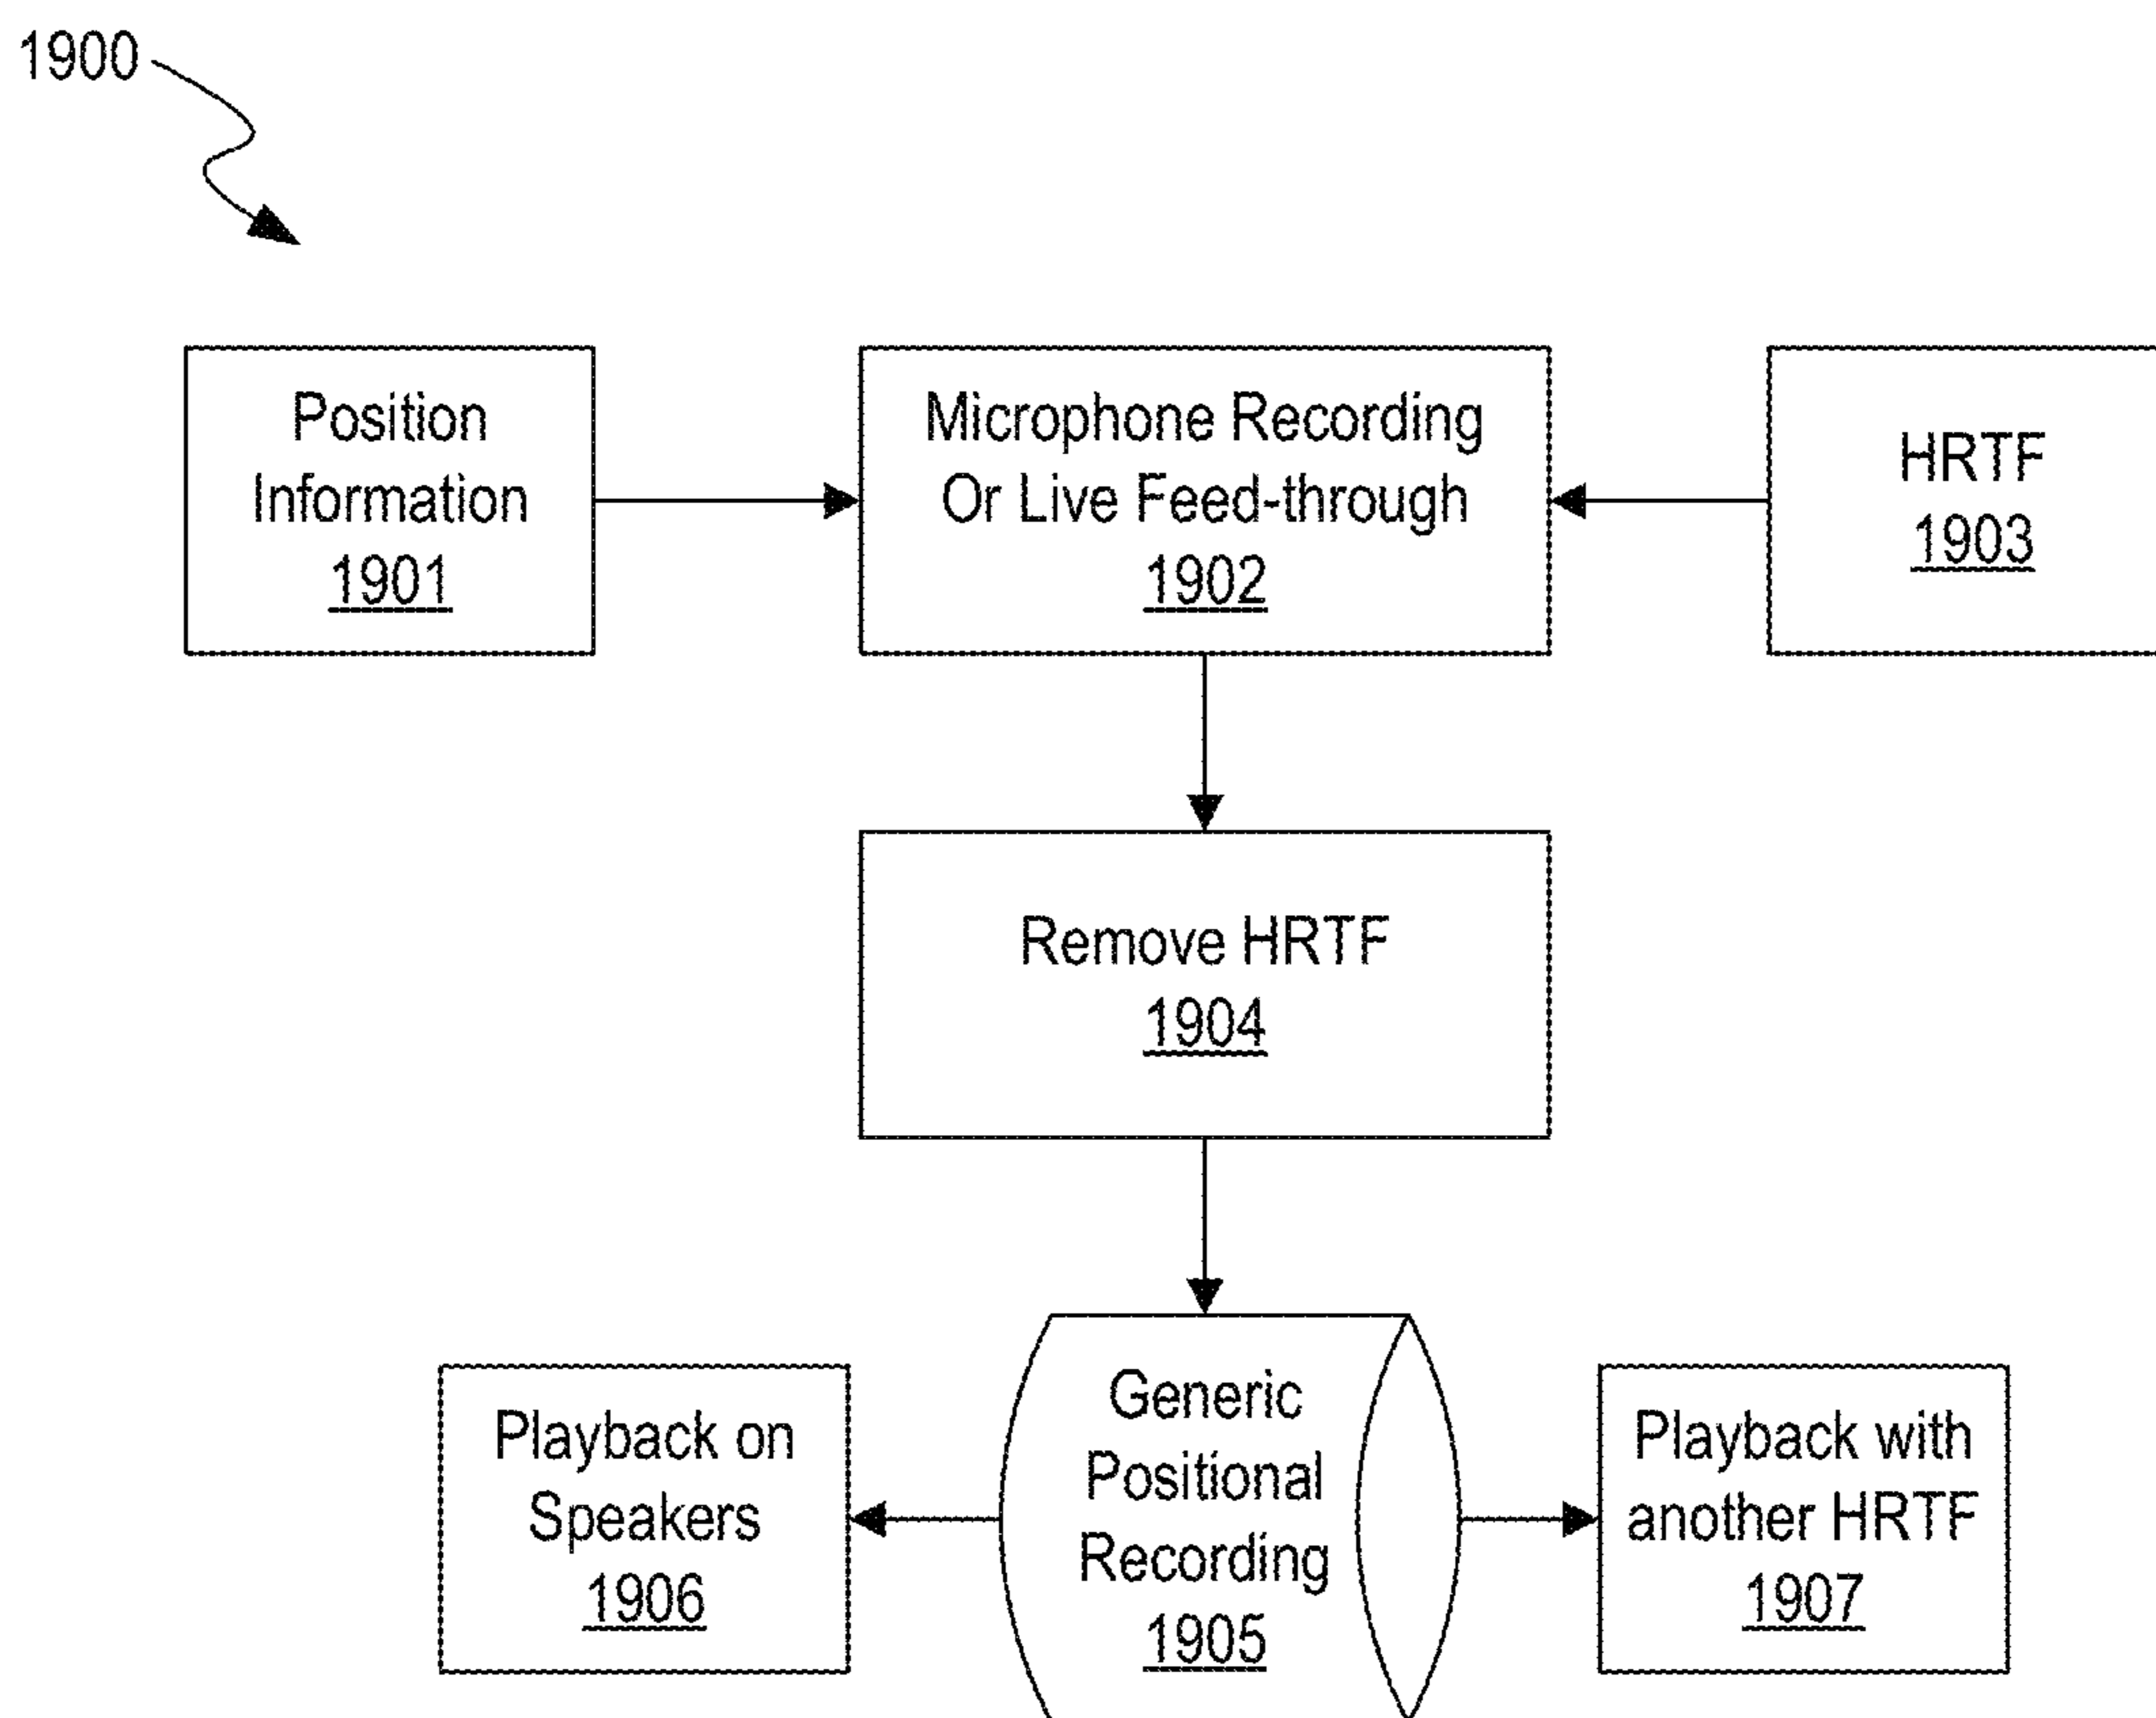 1900
Position
Information
1901
Microphone Recording
Or Live Feed-through
1902
HRTF
1903
Remove HRTF
1904
Playback on
Speakers
1906
Generic
Positional
Recording
1905
Playback with
another HRTF
1907